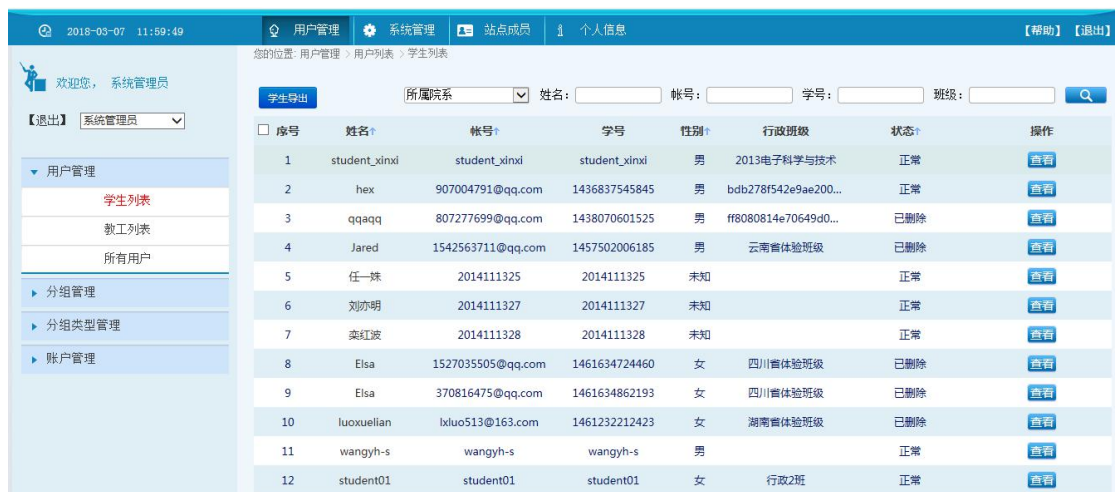 2018-03-07 11:59:49 用户管理 系统管理 站点成员 个人信息 【帮助】 【退出】
您的位置: 用户管理 > 用户列表 > 学生列表
欢迎您， 系统管理员
【退出】 系统管理员
用户管理
学生列表
教工列表
所有用户
分组管理
分组类型管理
账户管理
学生导出 所属院系 姓名: 帐号: 学号: 班级:
序号 姓名↑ 帐号↑ 学号 性别↑ 行政班级 状态↑ 操作
1 student_xinxi student_xinxi student_xinxi 男 2013电子科学与技术 正常 查看
2 hex 907004791@qq.com 1436837545845 男 bdb278f542e9ae200... 正常 查看
3 qqaqq 807277699@qq.com 1438070601525 男 ff8080814e70649d0... 已删除 查看
4 Jared 1542563711@qq.com 1457502006185 男 云南省体验班级 已删除 查看
5 任一姝 2014111325 2014111325 未知 正常 查看
6 刘亦明 2014111327 2014111327 未知 正常 查看
7 栾红波 2014111328 2014111328 未知 正常 查看
8 Elsa 1527035505@qq.com 1461634724460 女 四川省体验班级 已删除 查看
9 Elsa 370816475@qq.com 1461634862193 女 四川省体验班级 已删除 查看
10 luoxuelian lxluo513@163.com 1461232212423 女 湖南省体验班级 已删除 查看
11 wangyh-s wangyh-s wangyh-s 男 正常 查看
12 student01 student01 student01 女 行政2班 正常 查看